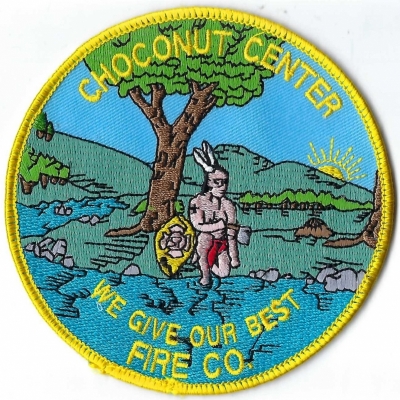 CHOCONUT CENTER
WE GIVE OUR BEST
FIRE CO.